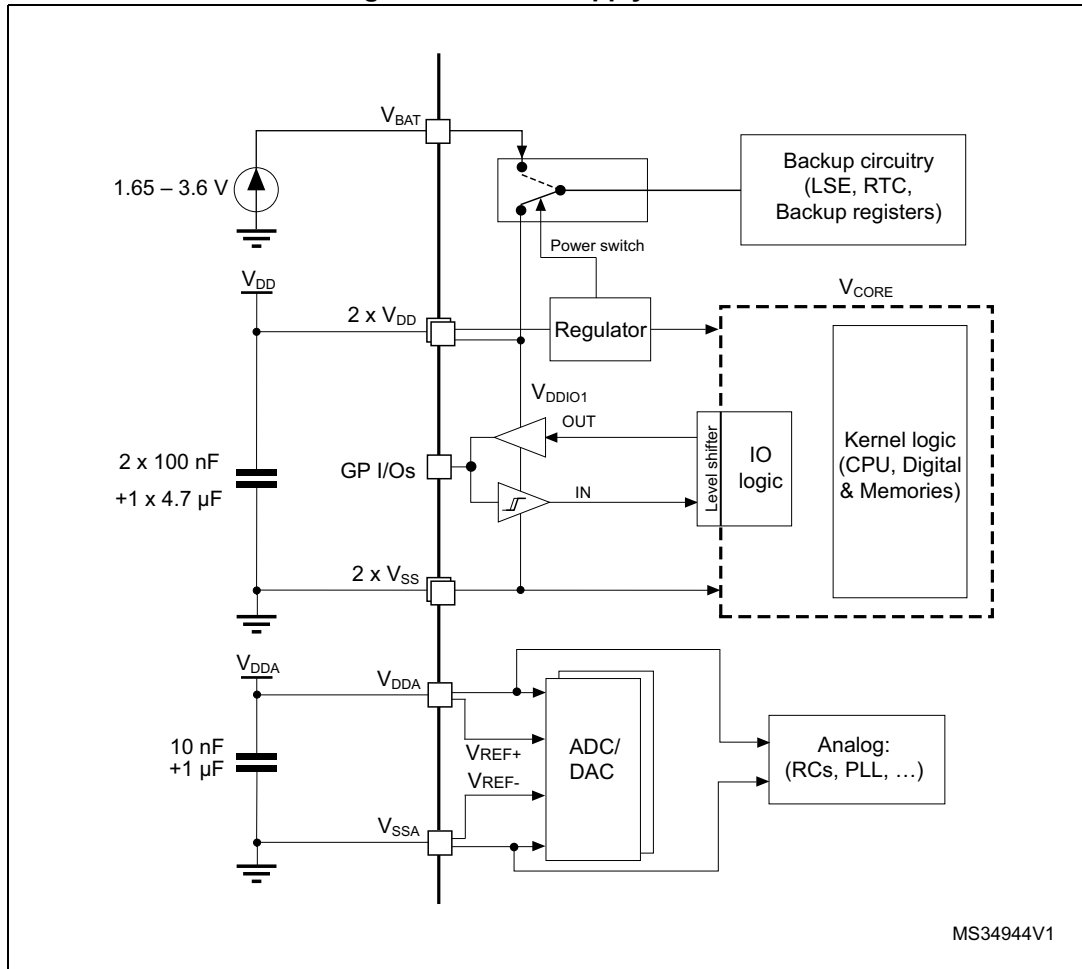 V_BAT
1.65 – 3.6 V
Backup circuitry
(LSE, RTC,
Backup registers)
Power switch
V_DD
2 x V_DD
Regulator
V_CORE
V_DDIO1
OUT
GP I/Os
IN
Level shifter
IO
logic
Kernel logic
(CPU, Digital
& Memories)
2 x 100 nF
+1 x 4.7 µF
2 x V_SS
V_DDA
V_DDA
10 nF
+1 µF
VREF+
VREF-
ADC/
DAC
Analog:
(RCs, PLL, …)
V_SSA
MS34944V1